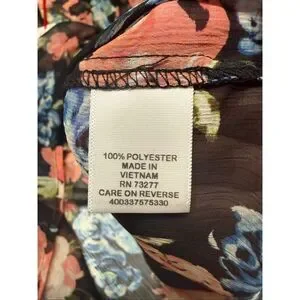 100% POLYESTER
MADE IN
VIETNAM
RN 73277
CARE ON REVERSE
400337575330